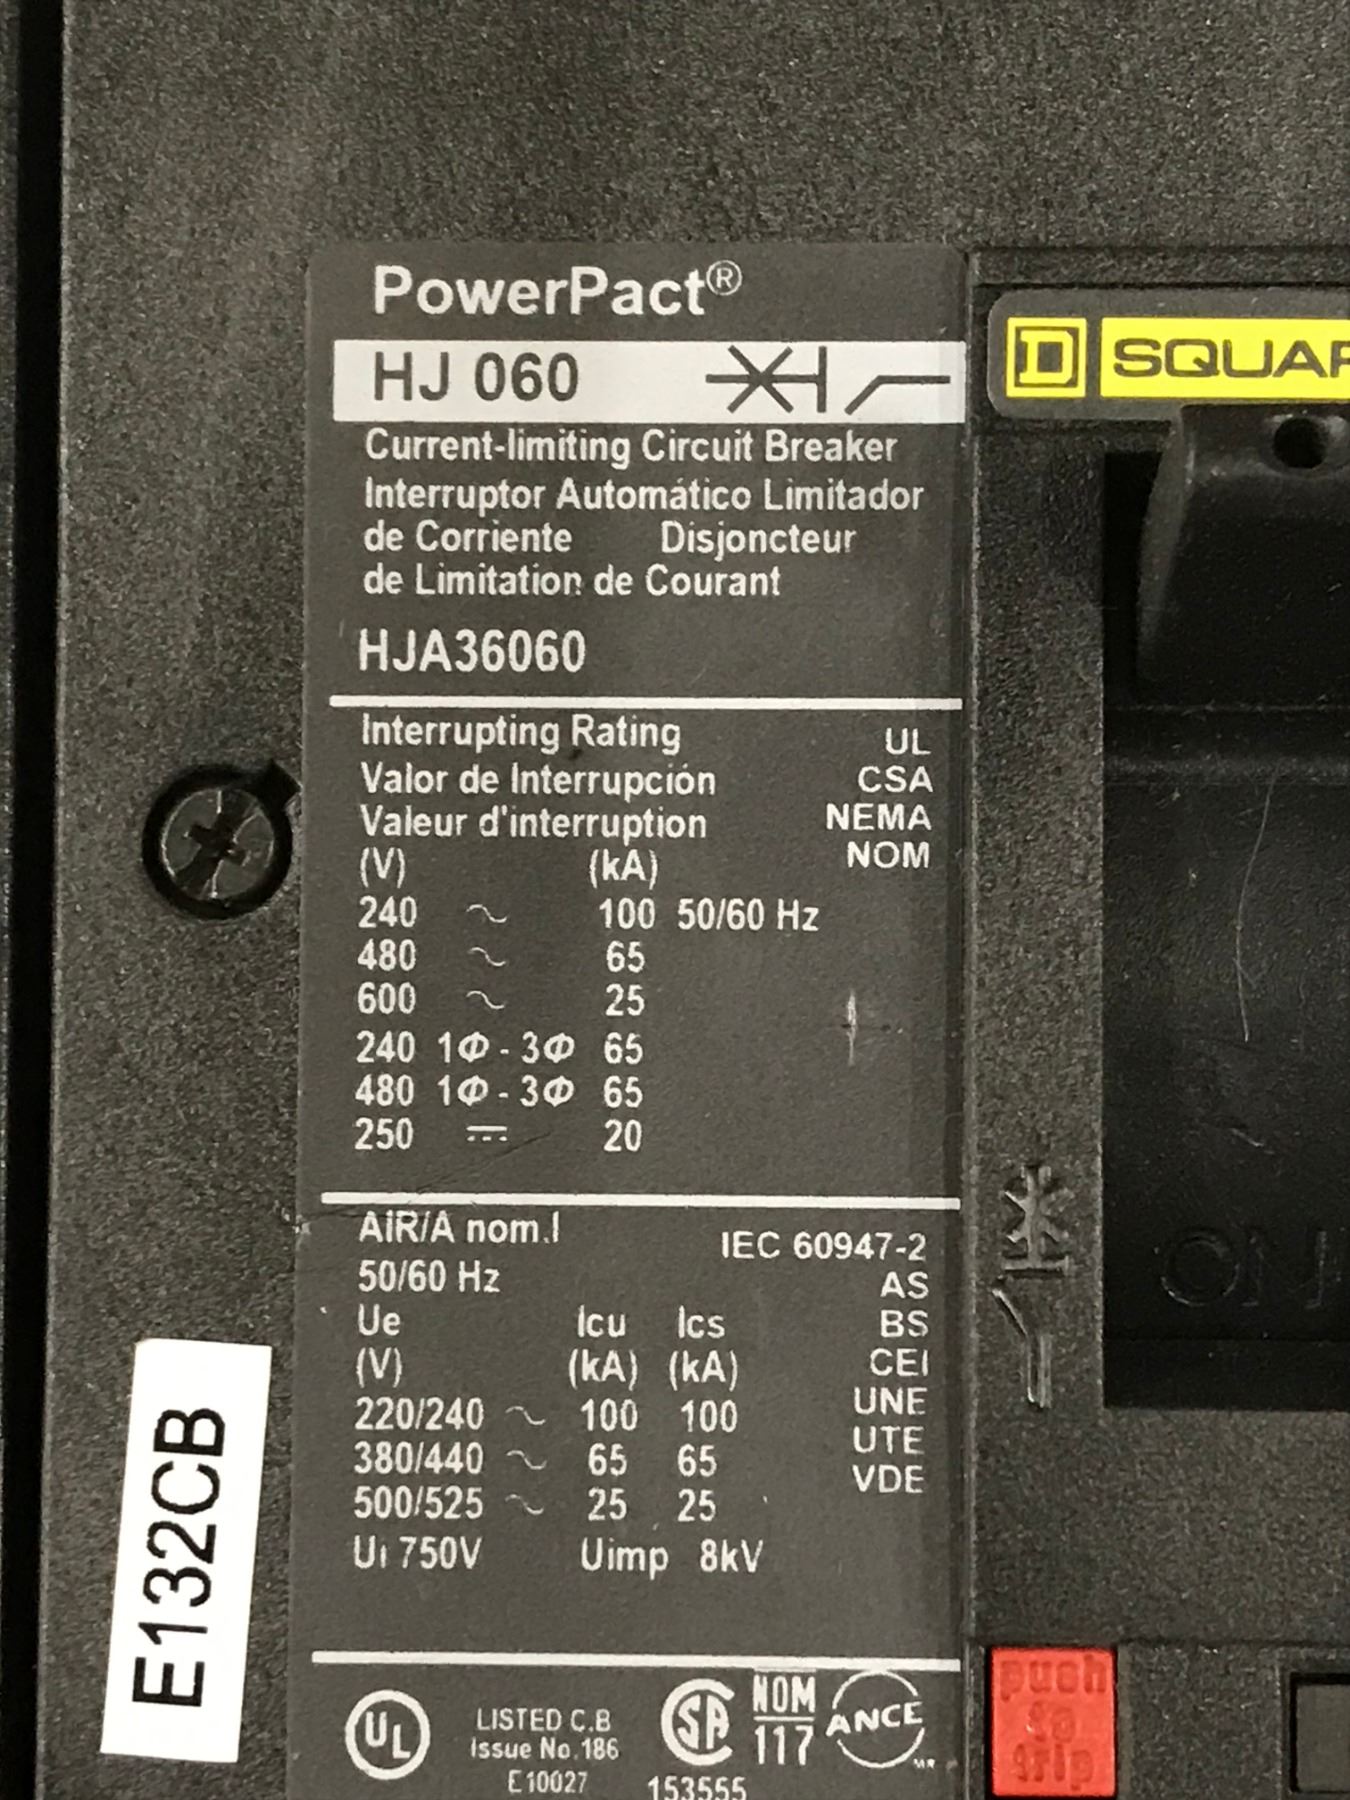 PowerPact®
HJ 060
D SQUAR
Current-limiting Circuit Breaker
Interruptor Automático Limitador
de Corriente Disjoncteur
de Limitation de Courant
HJA36060
Interrupting Rating UL
Valor de Interrupción CSA
Valeur d'interruption NEMA
(V) (kA) NOM
240 ~ 100 50/60 Hz
480 ~ 65
600 ~ 25
240 1Φ - 3Φ 65
480 1Φ - 3Φ 65
250 ⎓ 20
AIR/A nom.I IEC 60947-2
50/60 Hz AS
Ue Icu Ics BS
(V) (kA) (kA) CEI
220/240 ~ 100 100 UNE
380/440 ~ 65 65 UTE
500/525 ~ 25 25 VDE
Ui 750V Uimp 8kV
ON
E132CB
UL
LISTED C.B
Issue No.186
E10027
SA
153555
NOM
117
ANCE
MR
push
to
trip